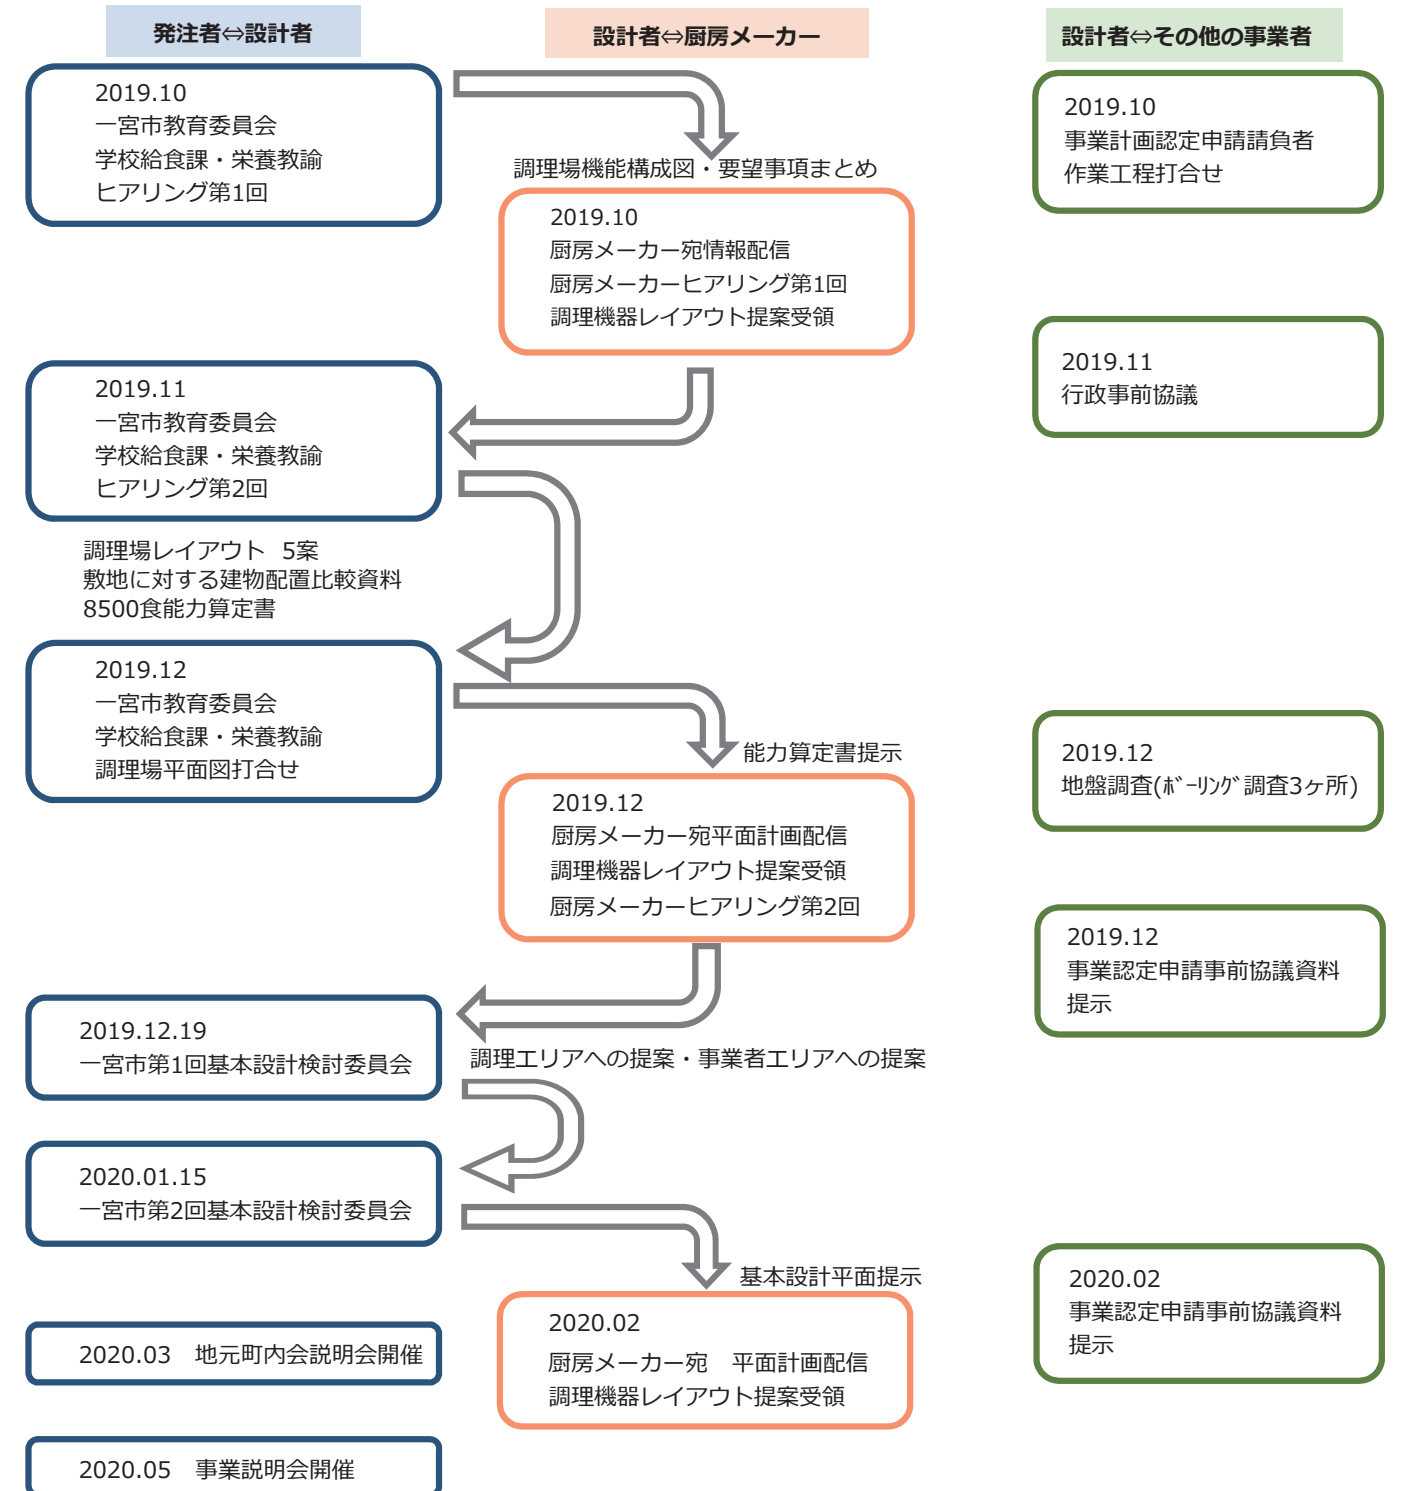 発注者⇔設計者
設計者⇔厨房メーカー
設計者⇔その他の事業者
2019.10
一宮市教育委員会
学校給食課・栄養教諭
ヒアリング第1回
2019.10
事業計画認定申請請負者
作業工程打合せ
調理場機能構成図・要望事項まとめ
2019.10
厨房メーカー宛情報配信
厨房メーカーヒアリング第1回
調理機器レイアウト提案受領
2019.11
行政事前協議
2019.11
一宮市教育委員会
学校給食課・栄養教諭
ヒアリング第2回
調理場レイアウト 5案
敷地に対する建物配置比較資料
8500食能力算定書
2019.12
一宮市教育委員会
学校給食課・栄養教諭
調理場平面図打合せ
能力算定書提示
2019.12
地盤調査(ﾎﾞｰﾘﾝｸﾞ調査3ヶ所)
2019.12
厨房メーカー宛平面計画配信
調理機器レイアウト提案受領
厨房メーカーヒアリング第2回
2019.12
事業認定申請事前協議資料
提示
2019.12.19
一宮市第1回基本設計検討委員会
調理エリアへの提案・事業者エリアへの提案
2020.01.15
一宮市第2回基本設計検討委員会
基本設計平面提示
2020.02
事業認定申請事前協議資料
提示
2020.02
厨房メーカー宛　平面計画配信
調理機器レイアウト提案受領
2020.03　地元町内会説明会開催
2020.05　事業説明会開催